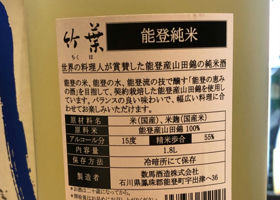 竹葉
ちくは
能登純米
世界の料理人が賞賛した能登産山田錦の純米酒
能登の米、能登の水、能登流の技で醸す「能登の恵みの酒」を目指して、契約栽培した能登産山田錦を使用しています。バランスの良い味わいで、幅広い料理に合わせてお楽しみいただけます。
原材料名 米(国産)、米麹(国産米)
原料米 能登産山田錦 100%
アルコール分 15度 精米歩合 55%
内容量 1.8L
保存方法 冷暗所にて保存
製造者 数馬酒造株式会社
石川県鳳珠郡能登町宇出津ヘ36